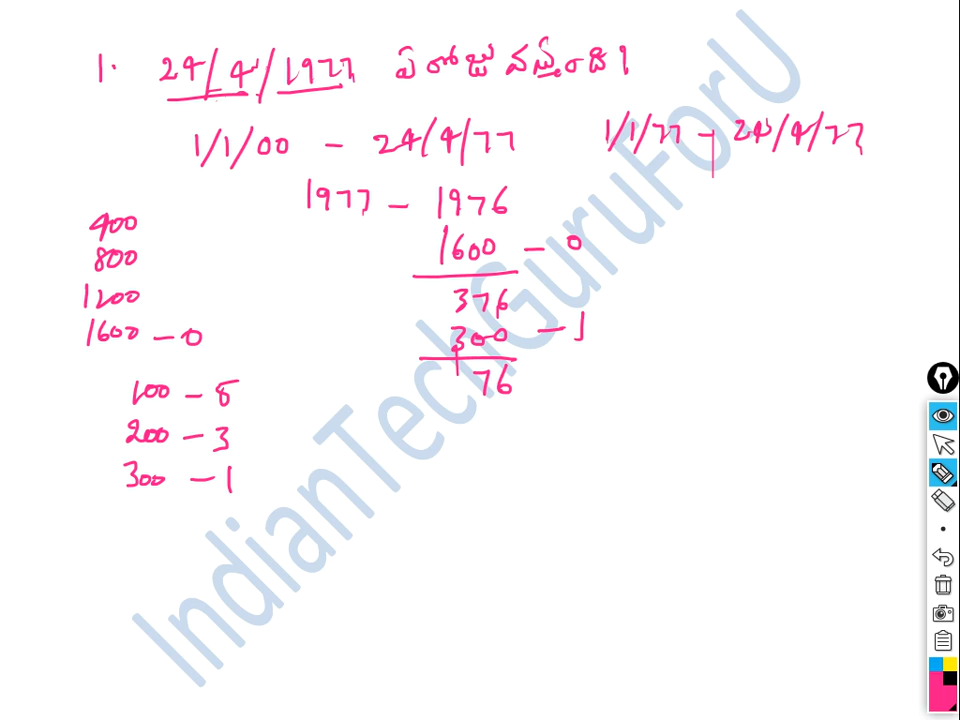 1. 24/4/1977 ఏ రోజు వస్తుంది?
1/1/00 - 24/4/77
1/1/77 - 24/4/77
1977 - 1976
1600 - 0
376
300 - 1
76
400
800
1200
1600 - 0
100 - 5
200 - 3
300 - 1
IndianTechGuruForU